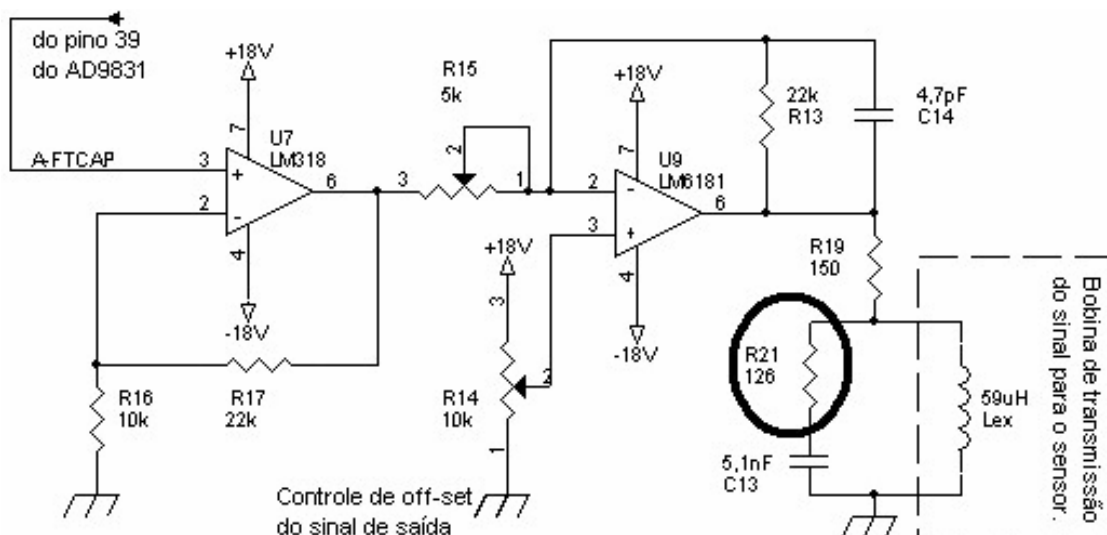 do pino 39
do AD9831
A-FTCAP
+18V
7
U7
LM318
3
+
2
-
6
4
-18V
R16
10k
R17
22k
R15
5k
3
2
1
+18V
3
R14
10k
2
1
Controle de off-set
do sinal de saída
+18V
7
U9
LM6181
2
-
3
+
6
4
-18V
22k
R13
4,7pF
C14
R19
150
R21
126
5,1nF
C13
59uH
Lex
Bobina de transmissão
do sinal para o sensor.